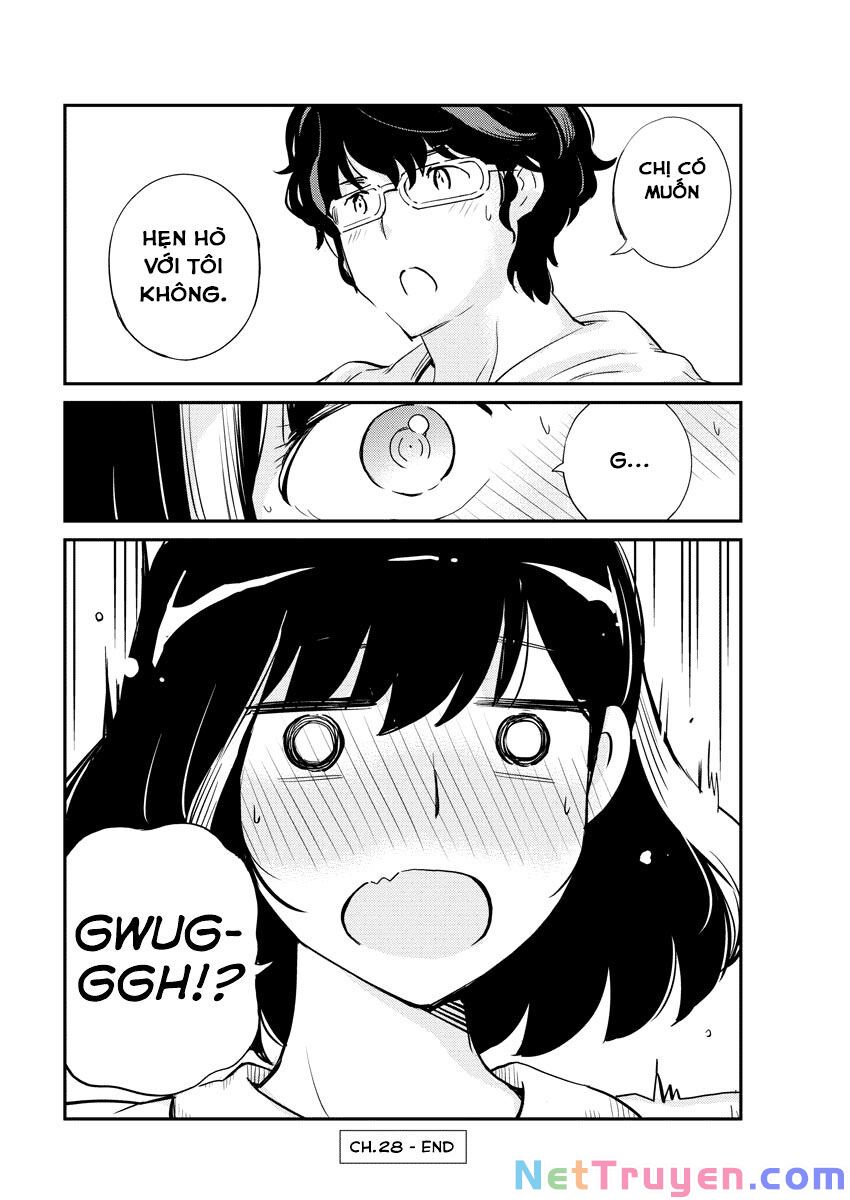 CHỊ CÓ
MUỐN
HẸN HÒ
VỚI TÔI
KHÔNG.
G...
GWUG-
GGH!?
CH.28 - END
NetTruyen.com